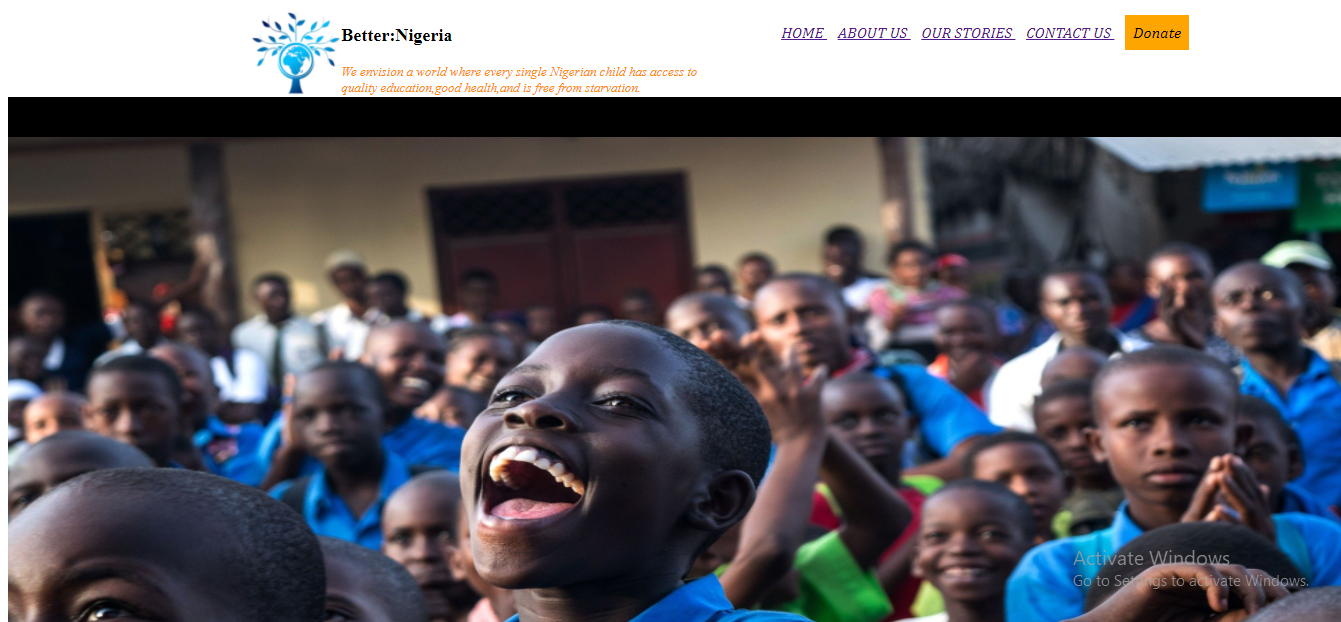 Better:Nigeria
HOME ABOUT US OUR STORIES CONTACT US Donate
We envision a world where every single Nigerian child has access to
quality education,good health,and is free from starvation.
Activate Windows
Go to Settings to activate Windows.